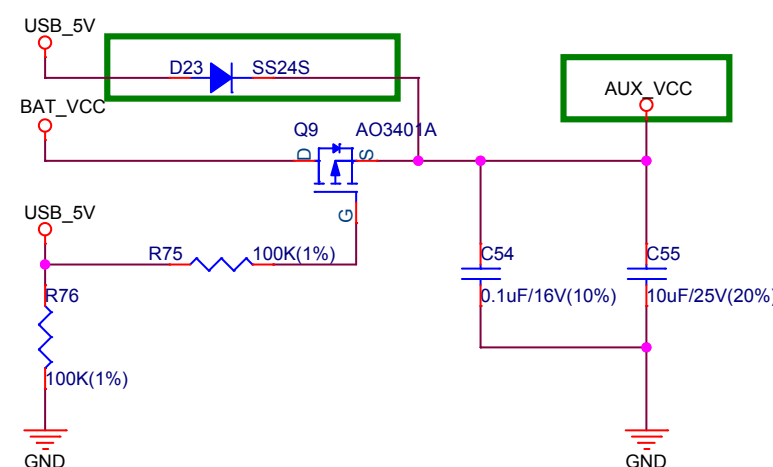 USB_5V
D23 SS24S
AUX_VCC
BAT_VCC
Q9 AO3401A
D S
G
USB_5V
R75 100K(1%)
C54 C55
R76 0.1uF/16V(10%) 10uF/25V(20%)
100K(1%)
GND GND